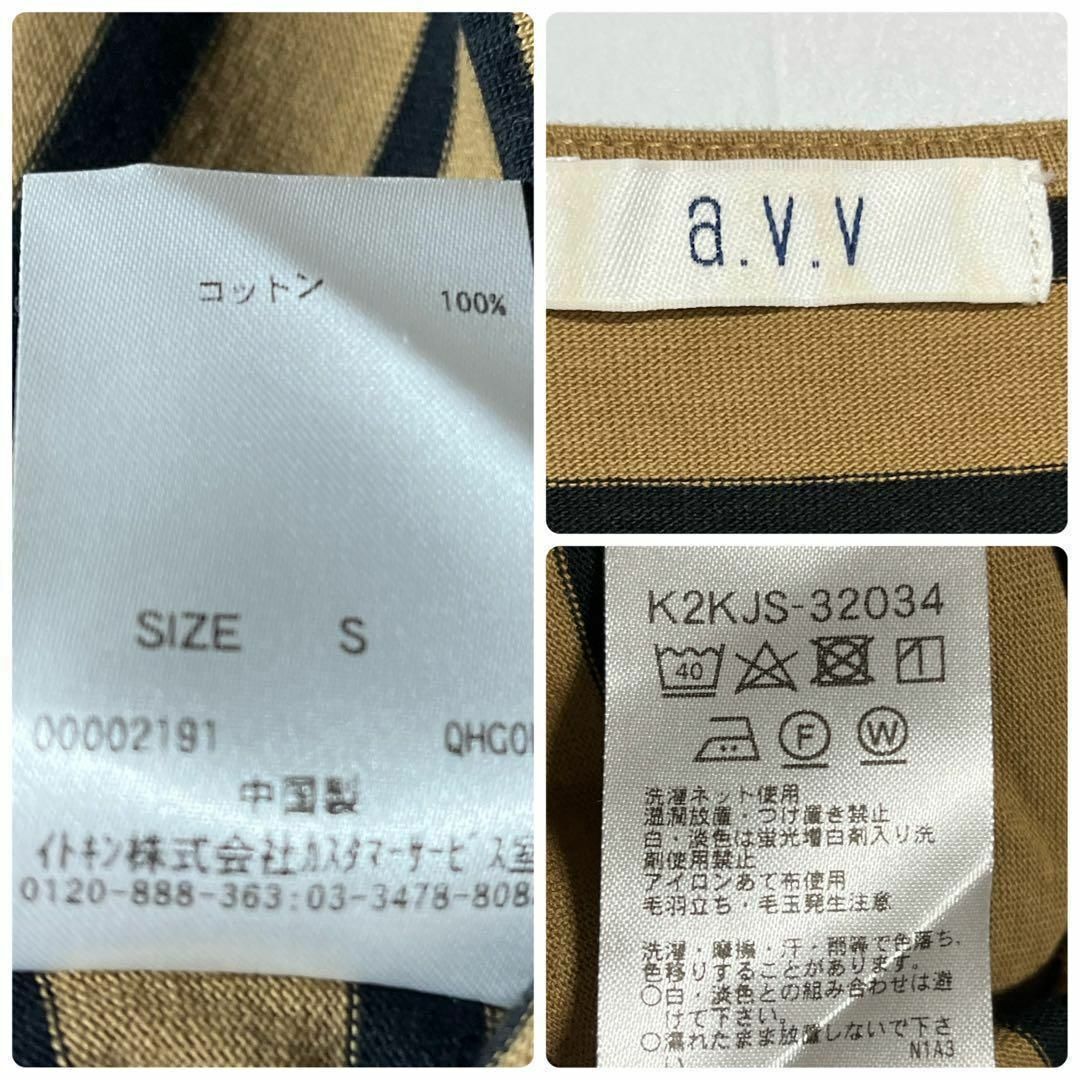 コットン 100%
SIZE S
00002191 QHG0
中国製
イトキン株式会社カスタマーサービス室
0120-888-363:03-3478-808
a.v.v
K2KJS-32034
40 1
F W
洗濯ネット使用
湿潤放置・つけ置き禁止
白・淡色は蛍光増白剤入り洗
剤使用禁止
アイロンあて布使用
毛羽立ち・毛玉発生注意
洗濯・摩擦・汗・部等で色落ち、
色移りすることがあります。
○白・淡色との組み合わせは避
けて下さい。
○濡れたまま放置しないで下さ
い。
N1A3